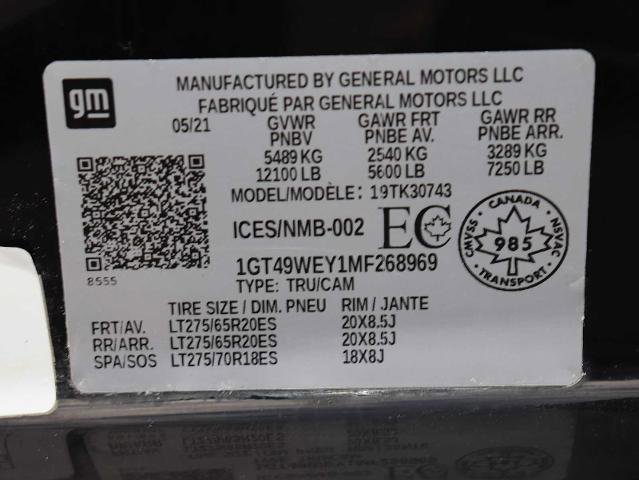 gm
MANUFACTURED BY GENERAL MOTORS LLC
FABRIQUÉ PAR GENERAL MOTORS LLC
05/21 GVWR GAWR FRT GAWR RR
PNBV PNBE AV. PNBE ARR.
5489 KG 2540 KG 3289 KG
12100 LB 5600 LB 7250 LB
MODEL/MODÈLE: 19TK30743
ICES/NMB-002 EC
CANADA
CMVSS 985 NSVAC
TRANSPORT
8555
1GT49WEY1MF268969
TYPE: TRU/CAM
TIRE SIZE / DIM. PNEU RIM / JANTE
FRT/AV. LT275/65R20ES 20X8.5J
RR/ARR. LT275/65R20ES 20X8.5J
SPA/SOS LT275/70R18ES 18X8J